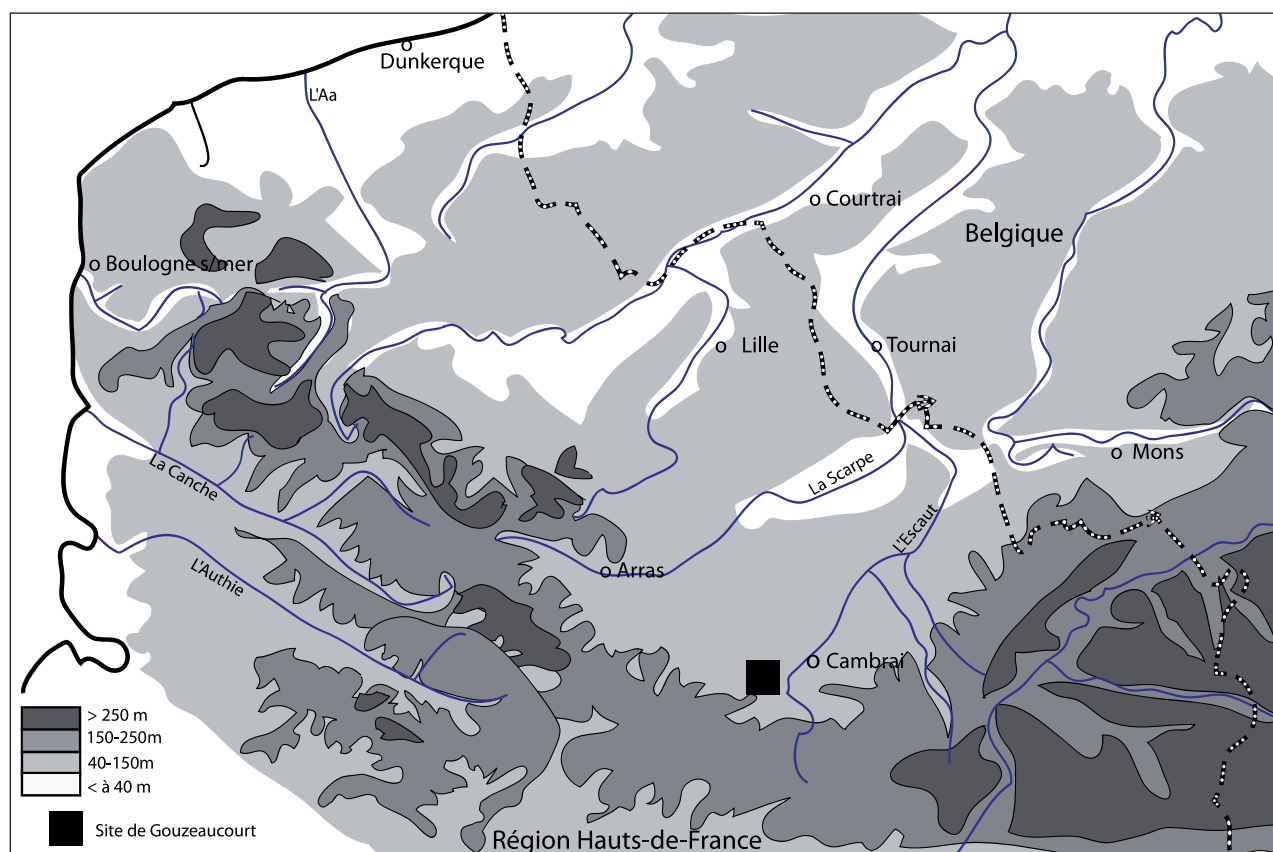 Dunkerque
L'Aa
Courtrai
Belgique
Boulogne s/mer
Lille
Tournai
Mons
La Canche
La Scarpe
L'Escaut
L'Authie
Arras
Cambrai
> 250 m
150-250m
40-150m
< à 40 m
Site de Gouzeaucourt
Région Hauts-de-France